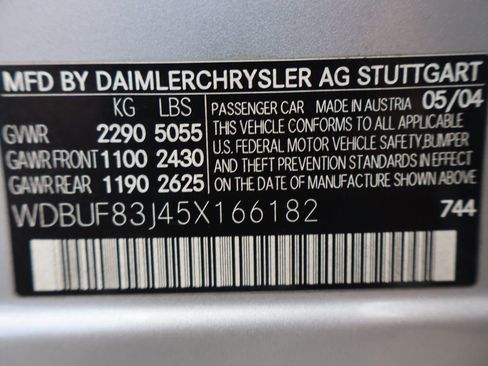 MFD BY DAIMLERCHRYSLER AG STUTTGART
KG LBS PASSENGER CAR MADE IN AUSTRIA 05/04
GVWR 2290 5055 THIS VEHICLE CONFORMS TO ALL APPLICABLE
U.S. FEDERAL MOTOR VEHICLE SAFETY,BUMPER
GAWR FRONT 1100 2430 AND THEFT PREVENTION STANDARDS IN EFFECT
GAWR REAR 1190 2625 ON THE DATE OF MANUFACTURE SHOWN ABOVE.
WDBUF83J45X166182 744